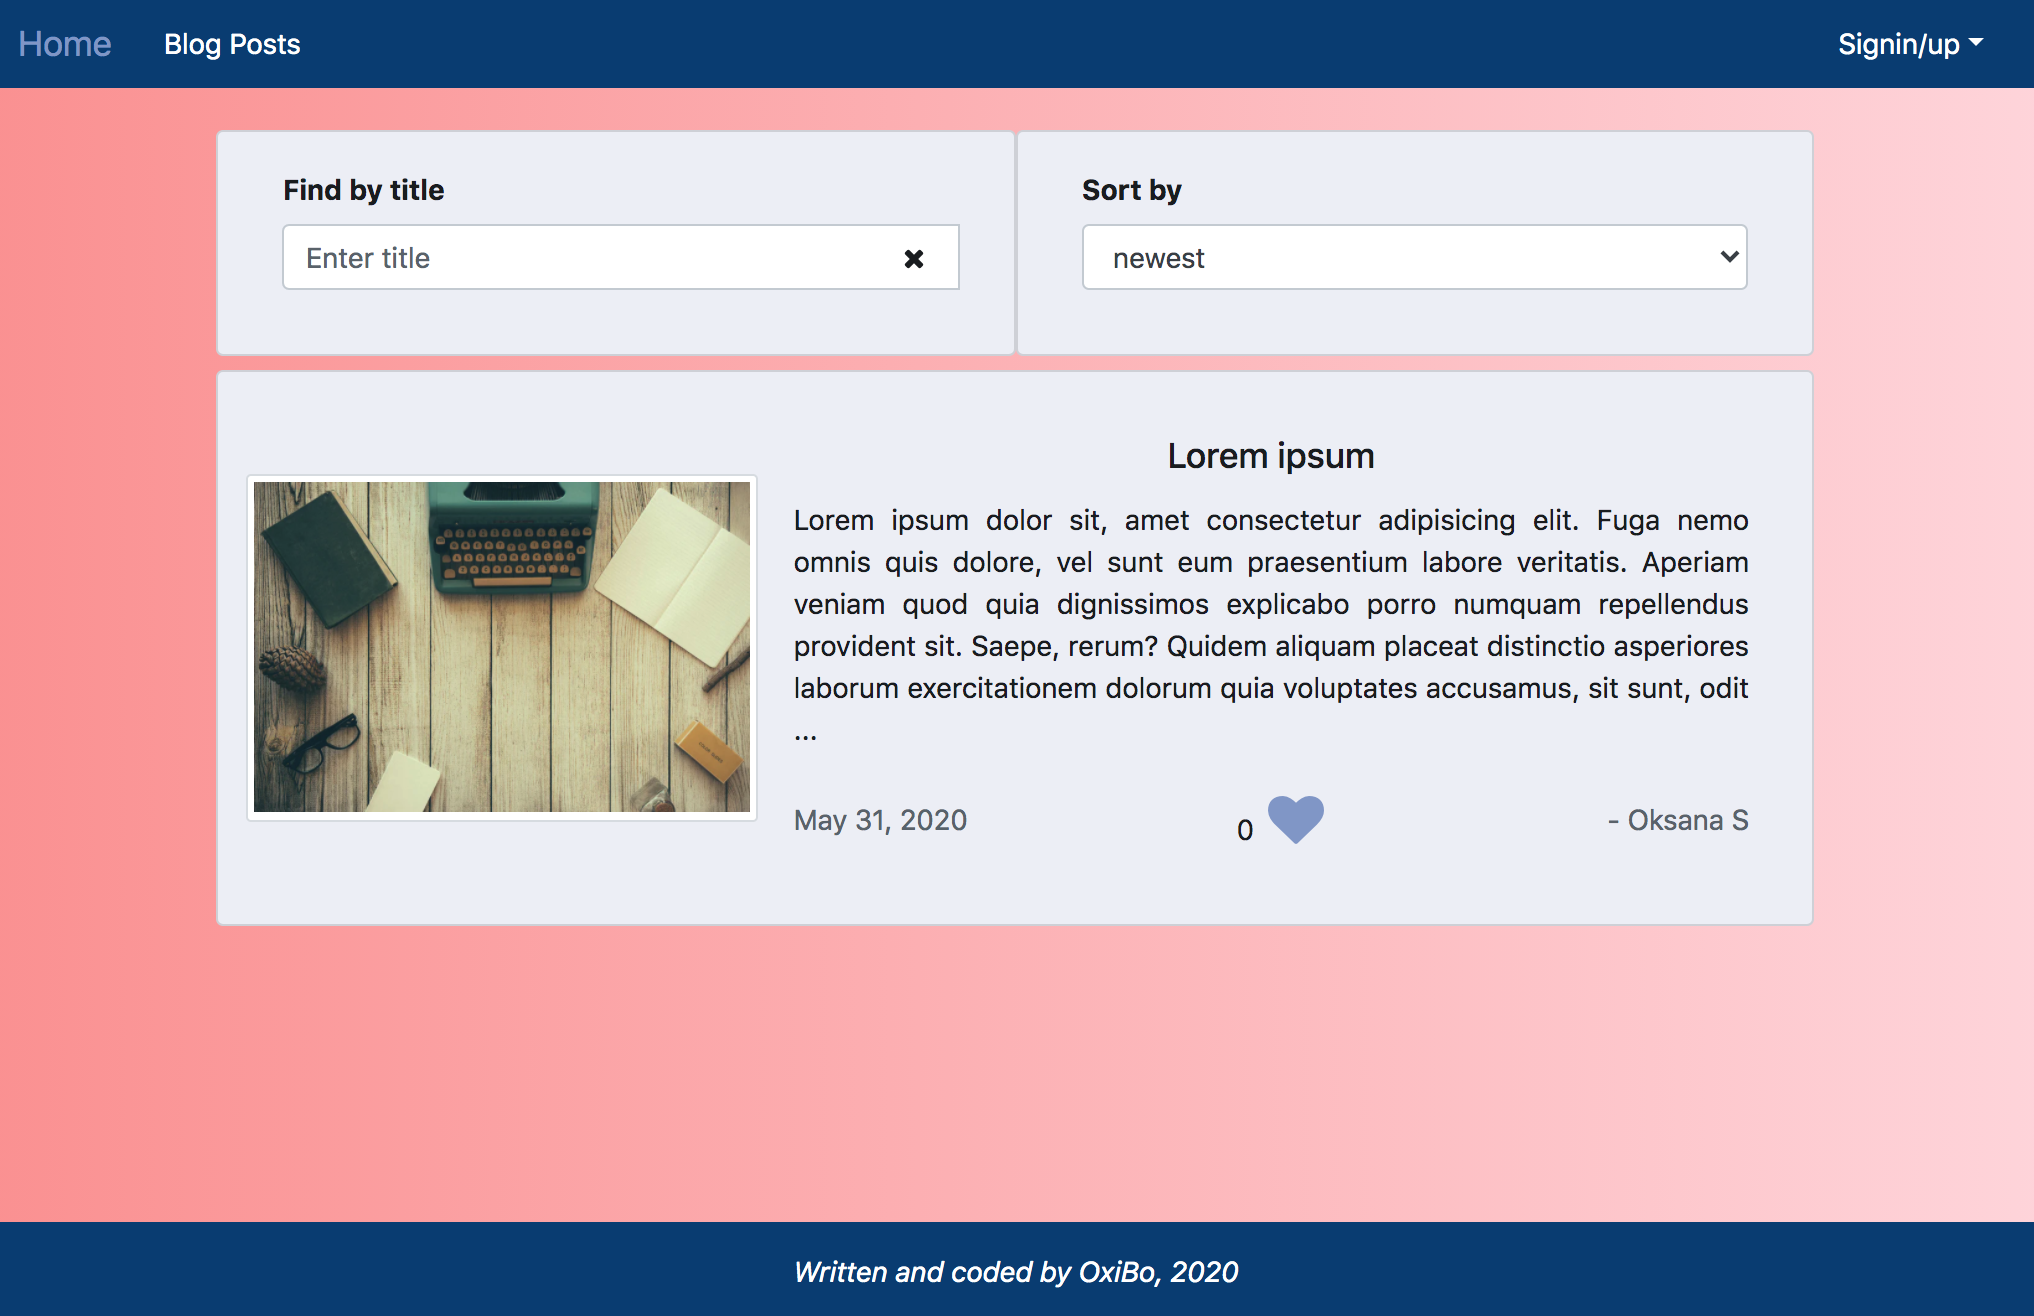 Home Blog Posts Signin/up
Find by title Sort by
Enter title newest
Lorem ipsum
Lorem ipsum dolor sit, amet consectetur adipisicing elit. Fuga nemo
omnis quis dolore, vel sunt eum praesentium labore veritatis. Aperiam
veniam quod quia dignissimos explicabo porro numquam repellendus
provident sit. Saepe, rerum? Quidem aliquam placeat distinctio asperiores
laborum exercitationem dolorum quia voluptates accusamus, sit sunt, odit
...
May 31, 2020 0 - Oksana S
Written and coded by OxiBo, 2020